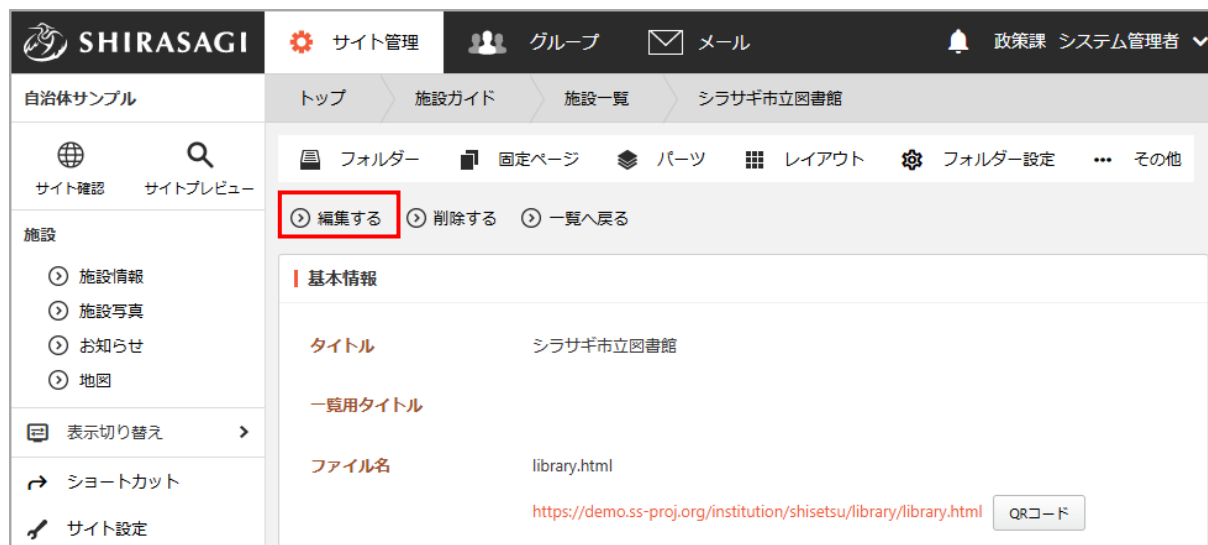 SHIRASAGI サイト管理 グループ メール 政策課 システム管理者
自治体サンプル
トップ 施設ガイド 施設一覧 シラサギ市立図書館
サイト確認 サイトプレビュー
フォルダー 固定ページ パーツ レイアウト フォルダー設定 その他
編集する 削除する 一覧へ戻る
施設
施設情報
施設写真
お知らせ
地図
表示切り替え
ショートカット
サイト設定
基本情報
タイトル シラサギ市立図書館
一覧用タイトル
ファイル名 library.html
https://demo.ss-proj.org/institution/shisetsu/library/library.html QRコード